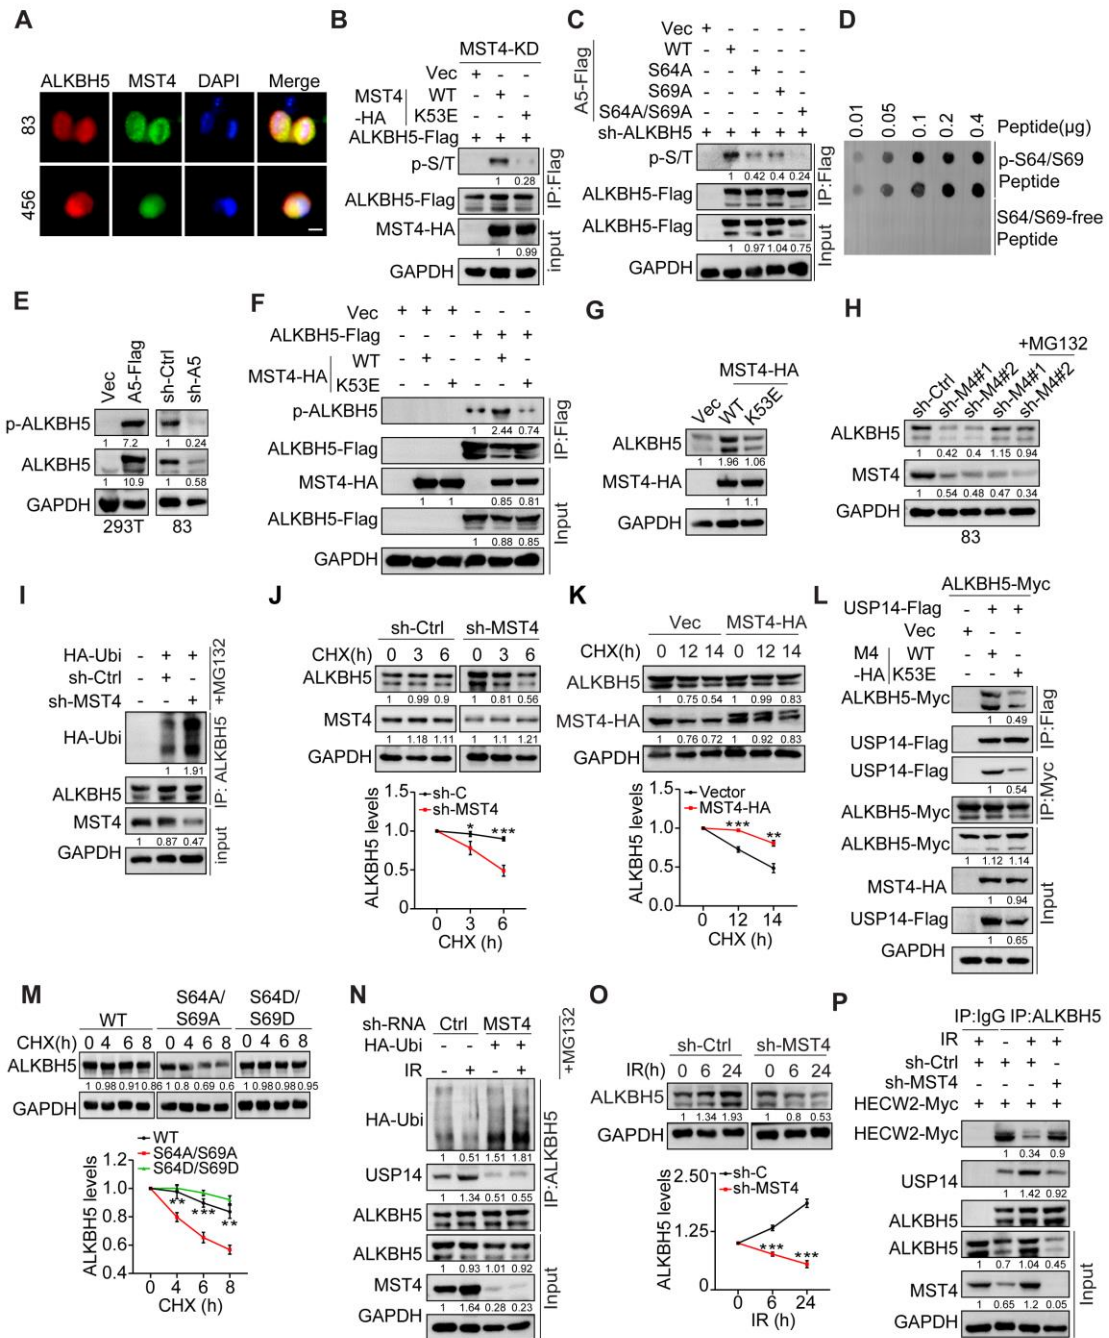 A
ALKBH5 MST4 DAPI Merge
83
456
B
MST4-KD
Vec + - -
MST4 WT - + -
-HA K53E - - +
ALKBH5-Flag + + +
p-S/T
1 0.28
ALKBH5-Flag
MST4-HA
1 0.99
GAPDH
IP:Flag
input
C
A5-Flag
Vec + - - - -
WT - + - - -
S64A - - + - -
S69A - - - + -
S64A/S69A - - - - +
sh-ALKBH5 + + + + +
p-S/T
1 0.42 0.4 0.24
ALKBH5-Flag
ALKBH5-Flag
1 0.97 1.04 0.75
GAPDH
IP:Flag
Input
D
0.01 0.05 0.1 0.2 0.4 Peptide(μg)
p-S64/S69
Peptide
S64/S69-free
Peptide
E
Vec A5-Flag sh-Ctrl sh-A5
p-ALKBH5
1 7.2 1 0.24
ALKBH5
1 10.9 1 0.58
GAPDH
293T 83
F
Vec + + + - - -
ALKBH5-Flag - - - + + +
MST4-HA
WT - + - - + -
K53E - - + - - +
p-ALKBH5
1 2.44 0.74
ALKBH5-Flag
MST4-HA
1 1 0.85 0.81
ALKBH5-Flag
1 0.88 0.85
GAPDH
IP:Flag
Input
G
MST4-HA
Vec WT K53E
ALKBH5
1 1.96 1.06
MST4-HA
1 1.1
GAPDH
H
+MG132
sh-Ctrl sh-M4#1 sh-M4#2 sh-M4#1 sh-M4#2
ALKBH5
1 0.42 0.4 1.15 0.94
MST4
1 0.54 0.48 0.47 0.34
GAPDH
83
I
HA-Ubi - + +
sh-Ctrl - + -
sh-MST4 - - +
+MG132
HA-Ubi
1 1.91
ALKBH5
MST4
1 0.87 0.47
GAPDH
IP: ALKBH5
input
J
sh-Ctrl sh-MST4
CHX(h) 0 3 6 0 3 6
ALKBH5
1 0.99 0.9 1 0.81 0.56
MST4
1 1.18 1.11 1 1.1 1.21
GAPDH
sh-C
sh-MST4
* ***
ALKBH5 levels
1.5
1.0
0.5
0
0 3 6
CHX (h)
K
Vec MST4-HA
CHX(h) 0 12 14 0 12 14
ALKBH5
1 0.75 0.54 1 0.99 0.83
MST4-HA
1 0.76 0.72 1 0.92 0.83
GAPDH
Vector
MST4-HA
*** **
ALKBH5 levels
1.5
1.0
0.5
0
0 12 14
CHX (h)
L
ALKBH5-Myc
USP14-Flag - + +
Vec + - -
M4 WT - + -
-HA K53E - - +
ALKBH5-Myc
1 0.49
USP14-Flag
USP14-Flag
1 0.54
ALKBH5-Myc
ALKBH5-Myc
1 1.12 1.14
MST4-HA
1 0.94
USP14-Flag
1 0.65
GAPDH
IP:Flag
IP:Myc
Input
M
WT S64A/ S69A S64D/ S69D
CHX(h) 0 4 6 8 0 4 6 8 0 4 6 8
ALKBH5
1 0.98 0.91 0.86 1 0.8 0.69 0.6 1 0.98 0.98 0.95
GAPDH
WT
S64A/S69A
S64D/S69D
** *** **
ALKBH5 levels
1.2
1.0
0.8
0.6
0.4
0 4 6 8
CHX (h)
N
sh-RNA Ctrl MST4
HA-Ubi - - + +
IR - + - +
+MG132
HA-Ubi
1 0.51 1.51 1.81
USP14
1 1.34 0.51 0.55
ALKBH5
ALKBH5
1 0.93 1.01 0.92
MST4
1 1.64 0.28 0.23
GAPDH
IP:ALKBH5
Input
O
sh-Ctrl sh-MST4
IR(h) 0 6 24 0 6 24
ALKBH5
1 1.34 1.93 1 0.8 0.53
GAPDH
sh-C
sh-MST4
*** ***
ALKBH5 levels
2.50
1.25
0
0 6 24
IR (h)
P
IP:IgG IP:ALKBH5
IR - - + +
sh-Ctrl + + + -
sh-MST4 - - - +
HECW2-Myc + + + +
HECW2-Myc
1 0.34 0.9
USP14
1 1.42 0.92
ALKBH5
ALKBH5
1 0.7 1.04 0.45
MST4
1 0.65 1.2 0.05
GAPDH
Input